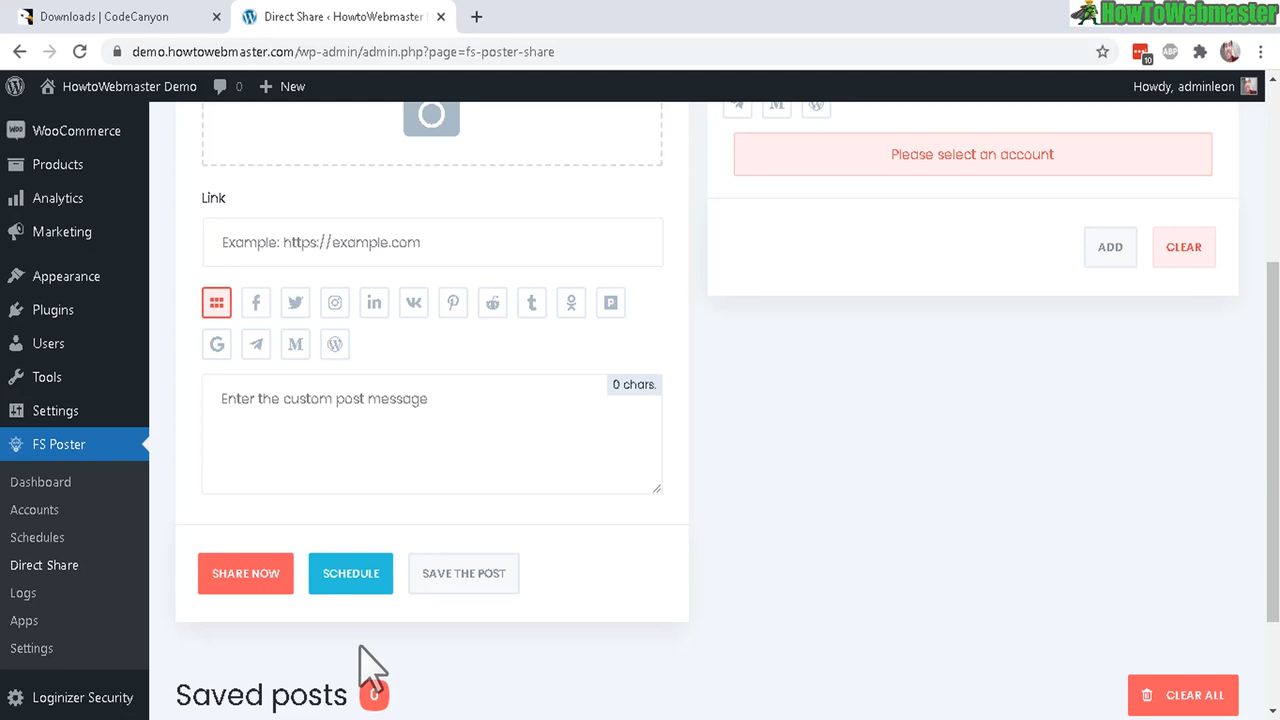 Downloads | CodeCanyon
Direct Share ‹ HowtoWebmaster
HowToWebmaster
demo.howtowebmaster.com/wp-admin/admin.php?page=fs-poster-share
10
ABP
HowtoWebmaster Demo
0
New
Howdy, adminleon
WooCommerce
Products
Analytics
Marketing
Appearance
Plugins
Users
Tools
Settings
FS Poster
Dashboard
Accounts
Schedules
Direct Share
Logs
Apps
Settings
Loginizer Security
Link
Example: https://example.com
0 chars.
Enter the custom post message
SHARE NOW
SCHEDULE
SAVE THE POST
Please select an account
ADD
CLEAR
Saved posts
0
CLEAR ALL